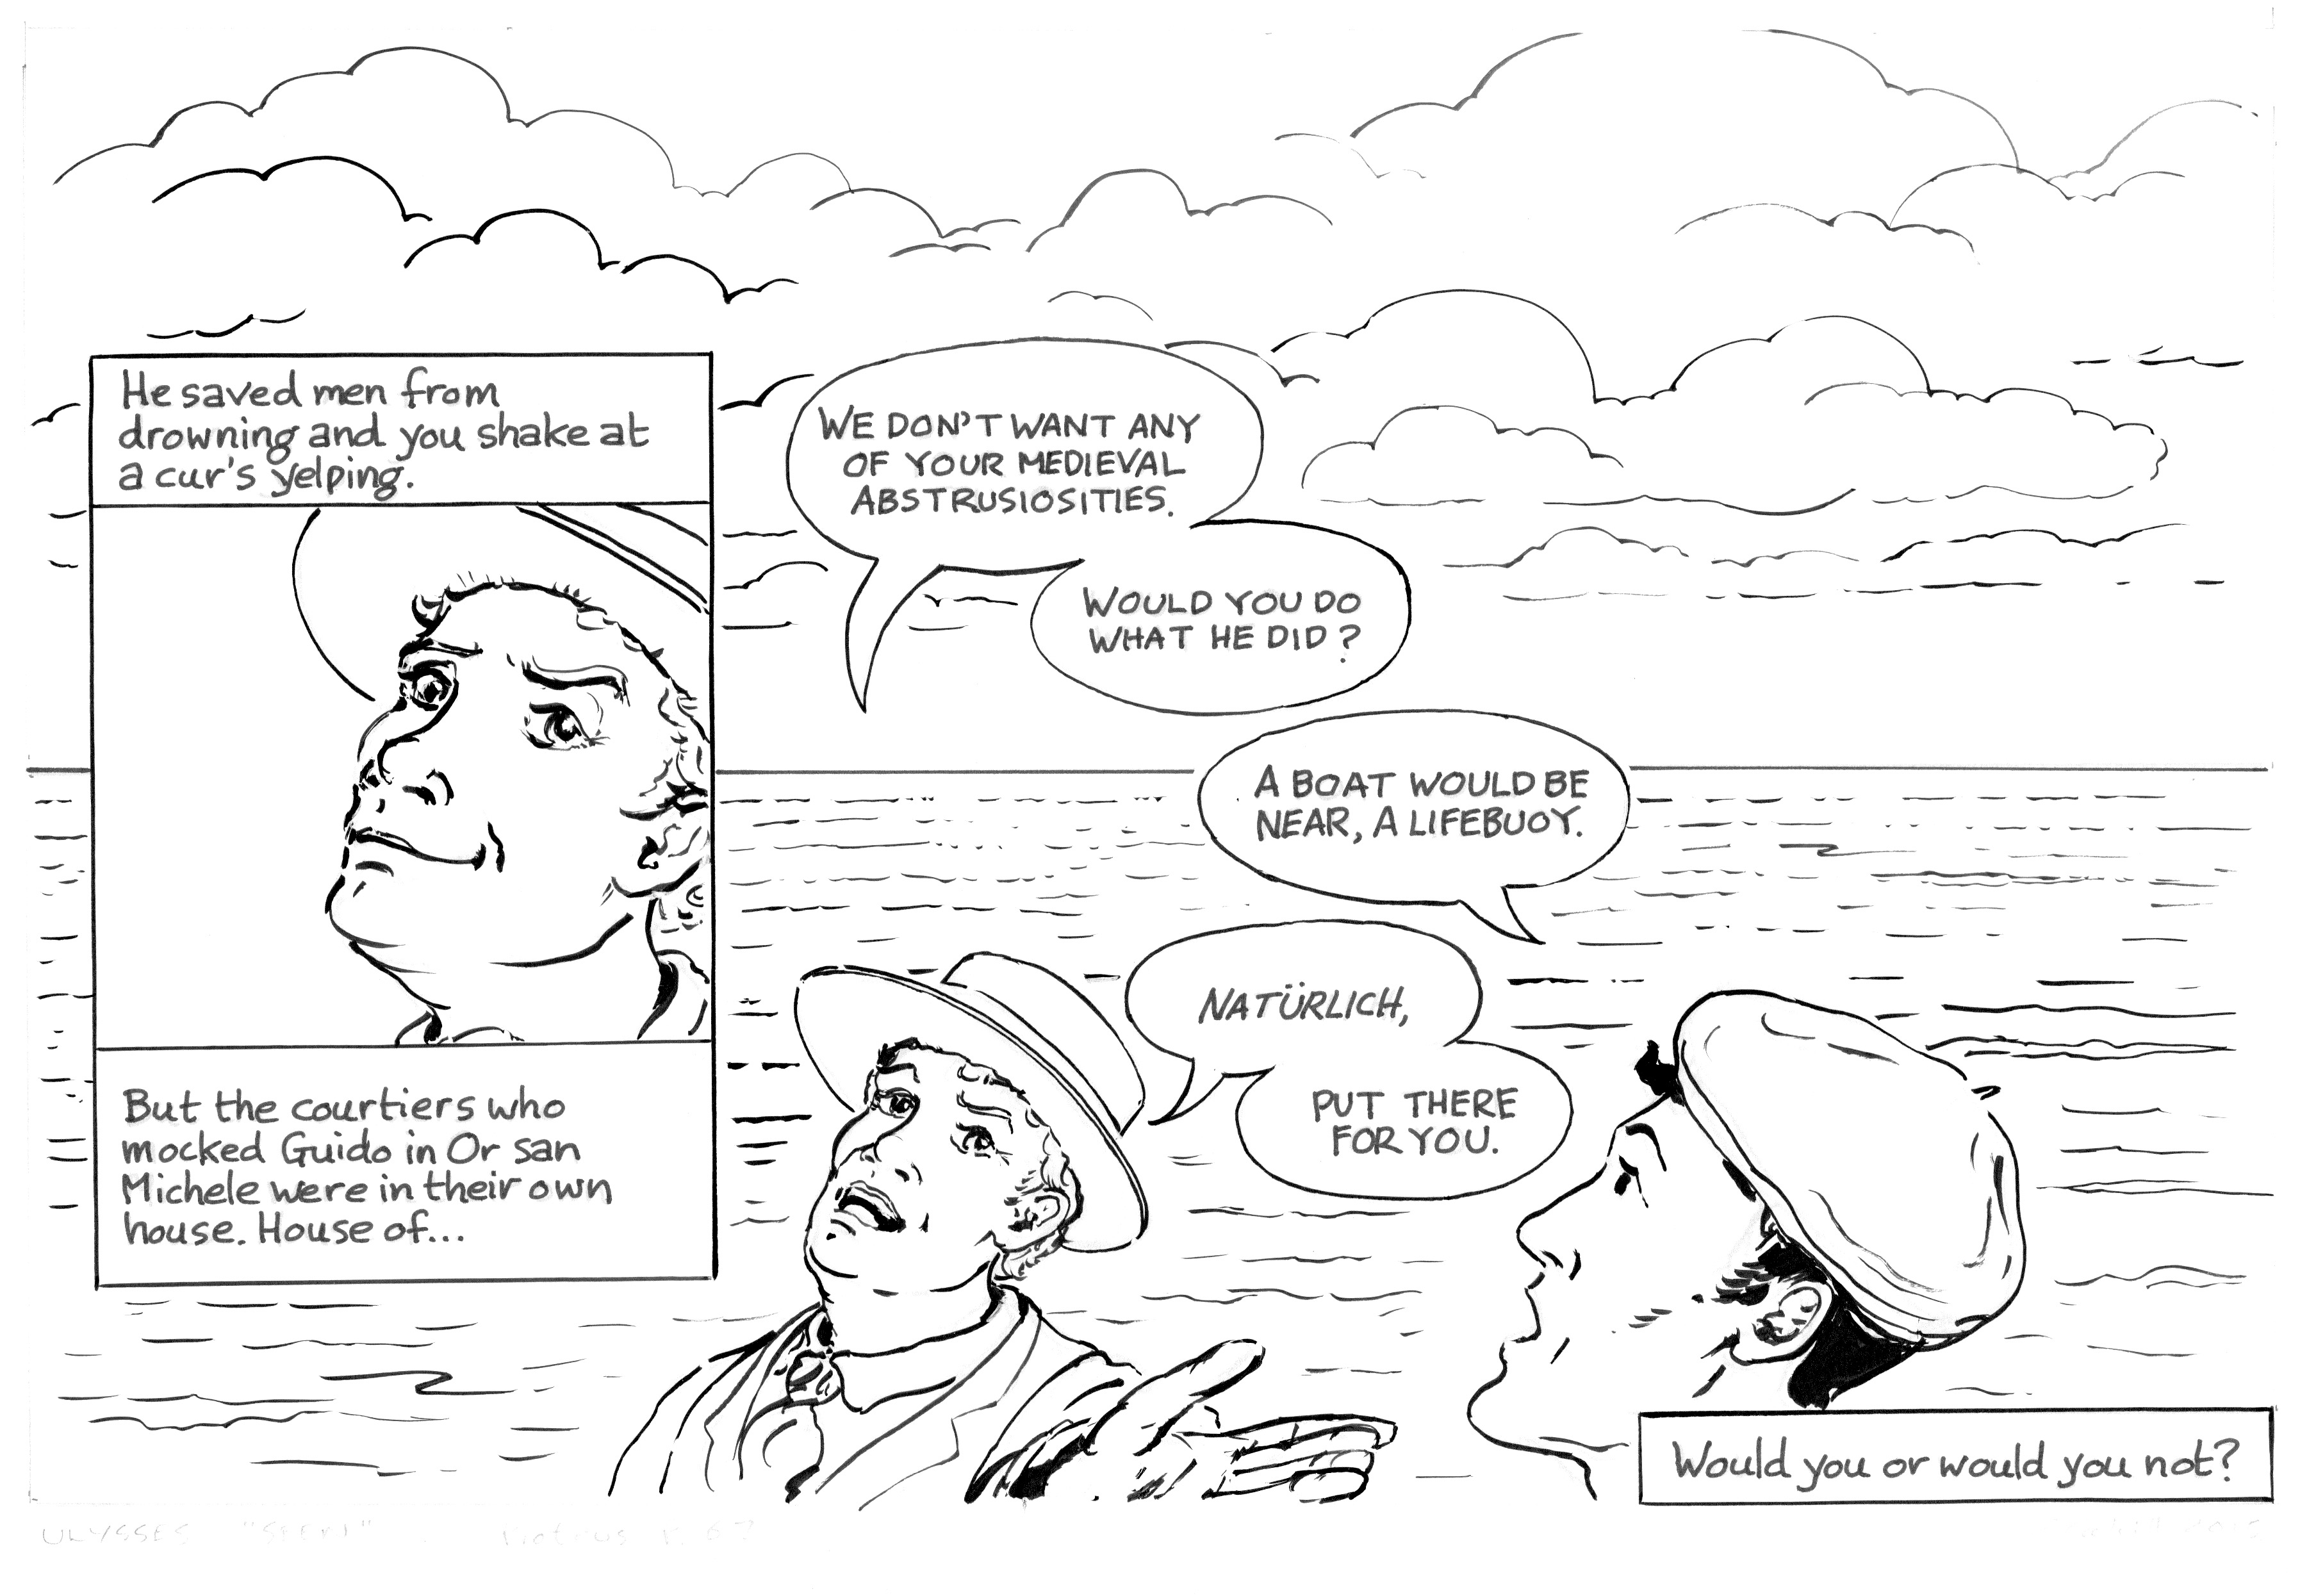 He saved men from
drowning and you shake at
a cur's yelping.
But the courtiers who
mocked Guido in Or san
Michele were in their own
house. House of...
WE DON'T WANT ANY
OF YOUR MEDIEVAL
ABSTRUSIOSITIES.
WOULD YOU DO
WHAT HE DID?
A BOAT WOULD BE
NEAR, A LIFEBUOY.
NATÜRLICH,
PUT THERE
FOR YOU.
Would you or would you not?
ULYSSES "SEEN"